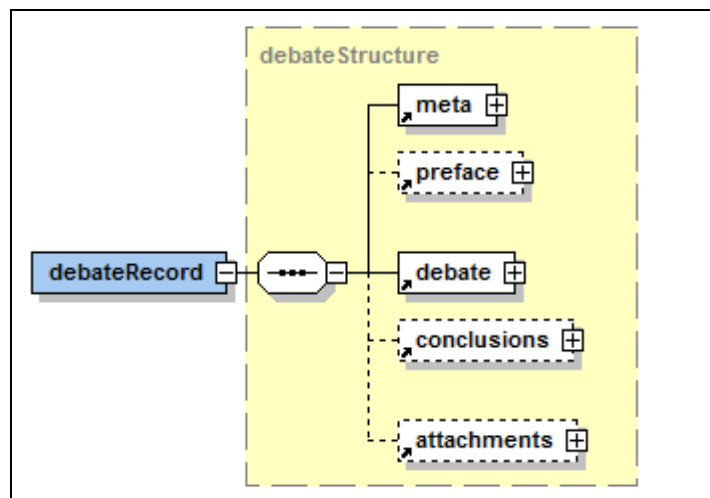 debateStructure
meta
preface
debateRecord
debate
conclusions
attachments